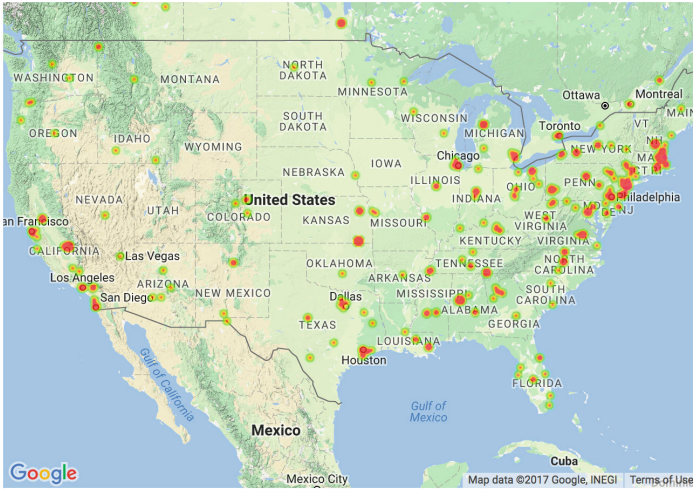 WASHINGTON
MONTANA
NORTH
DAKOTA
MINNESOTA
Ottawa
Montreal
MAIN
OREGON
IDAHO
SOUTH
DAKOTA
WISCONSIN
MICHIGAN
Toronto
VT
NH
WYOMING
Chicago
NEW YORK
MA
CT RI
NEBRASKA
IOWA
ILLINOIS
INDIANA
OHIO
PENN
Philadelphia
NEVADA
UTAH
United States
COLORADO
KANSAS
MISSOURI
WEST
VIRGINIA
MD
DE
NJ
an Francisco
CALIFORNIA
Las Vegas
KENTUCKY
VIRGINIA
Los Angeles
ARIZONA
NEW MEXICO
OKLAHOMA
ARKANSAS
TENNESSEE
NORTH
CAROLINA
San Diego
Dallas
MISSISSIPPI
ALABAMA
SOUTH
CAROLINA
TEXAS
GEORGIA
LOUISIANA
Houston
Gulf of
California
FLORIDA
Gulf of
Mexico
Mexico
Cuba
Google
Mexico City
Map data ©2017 Google, INEGI
Terms of Use